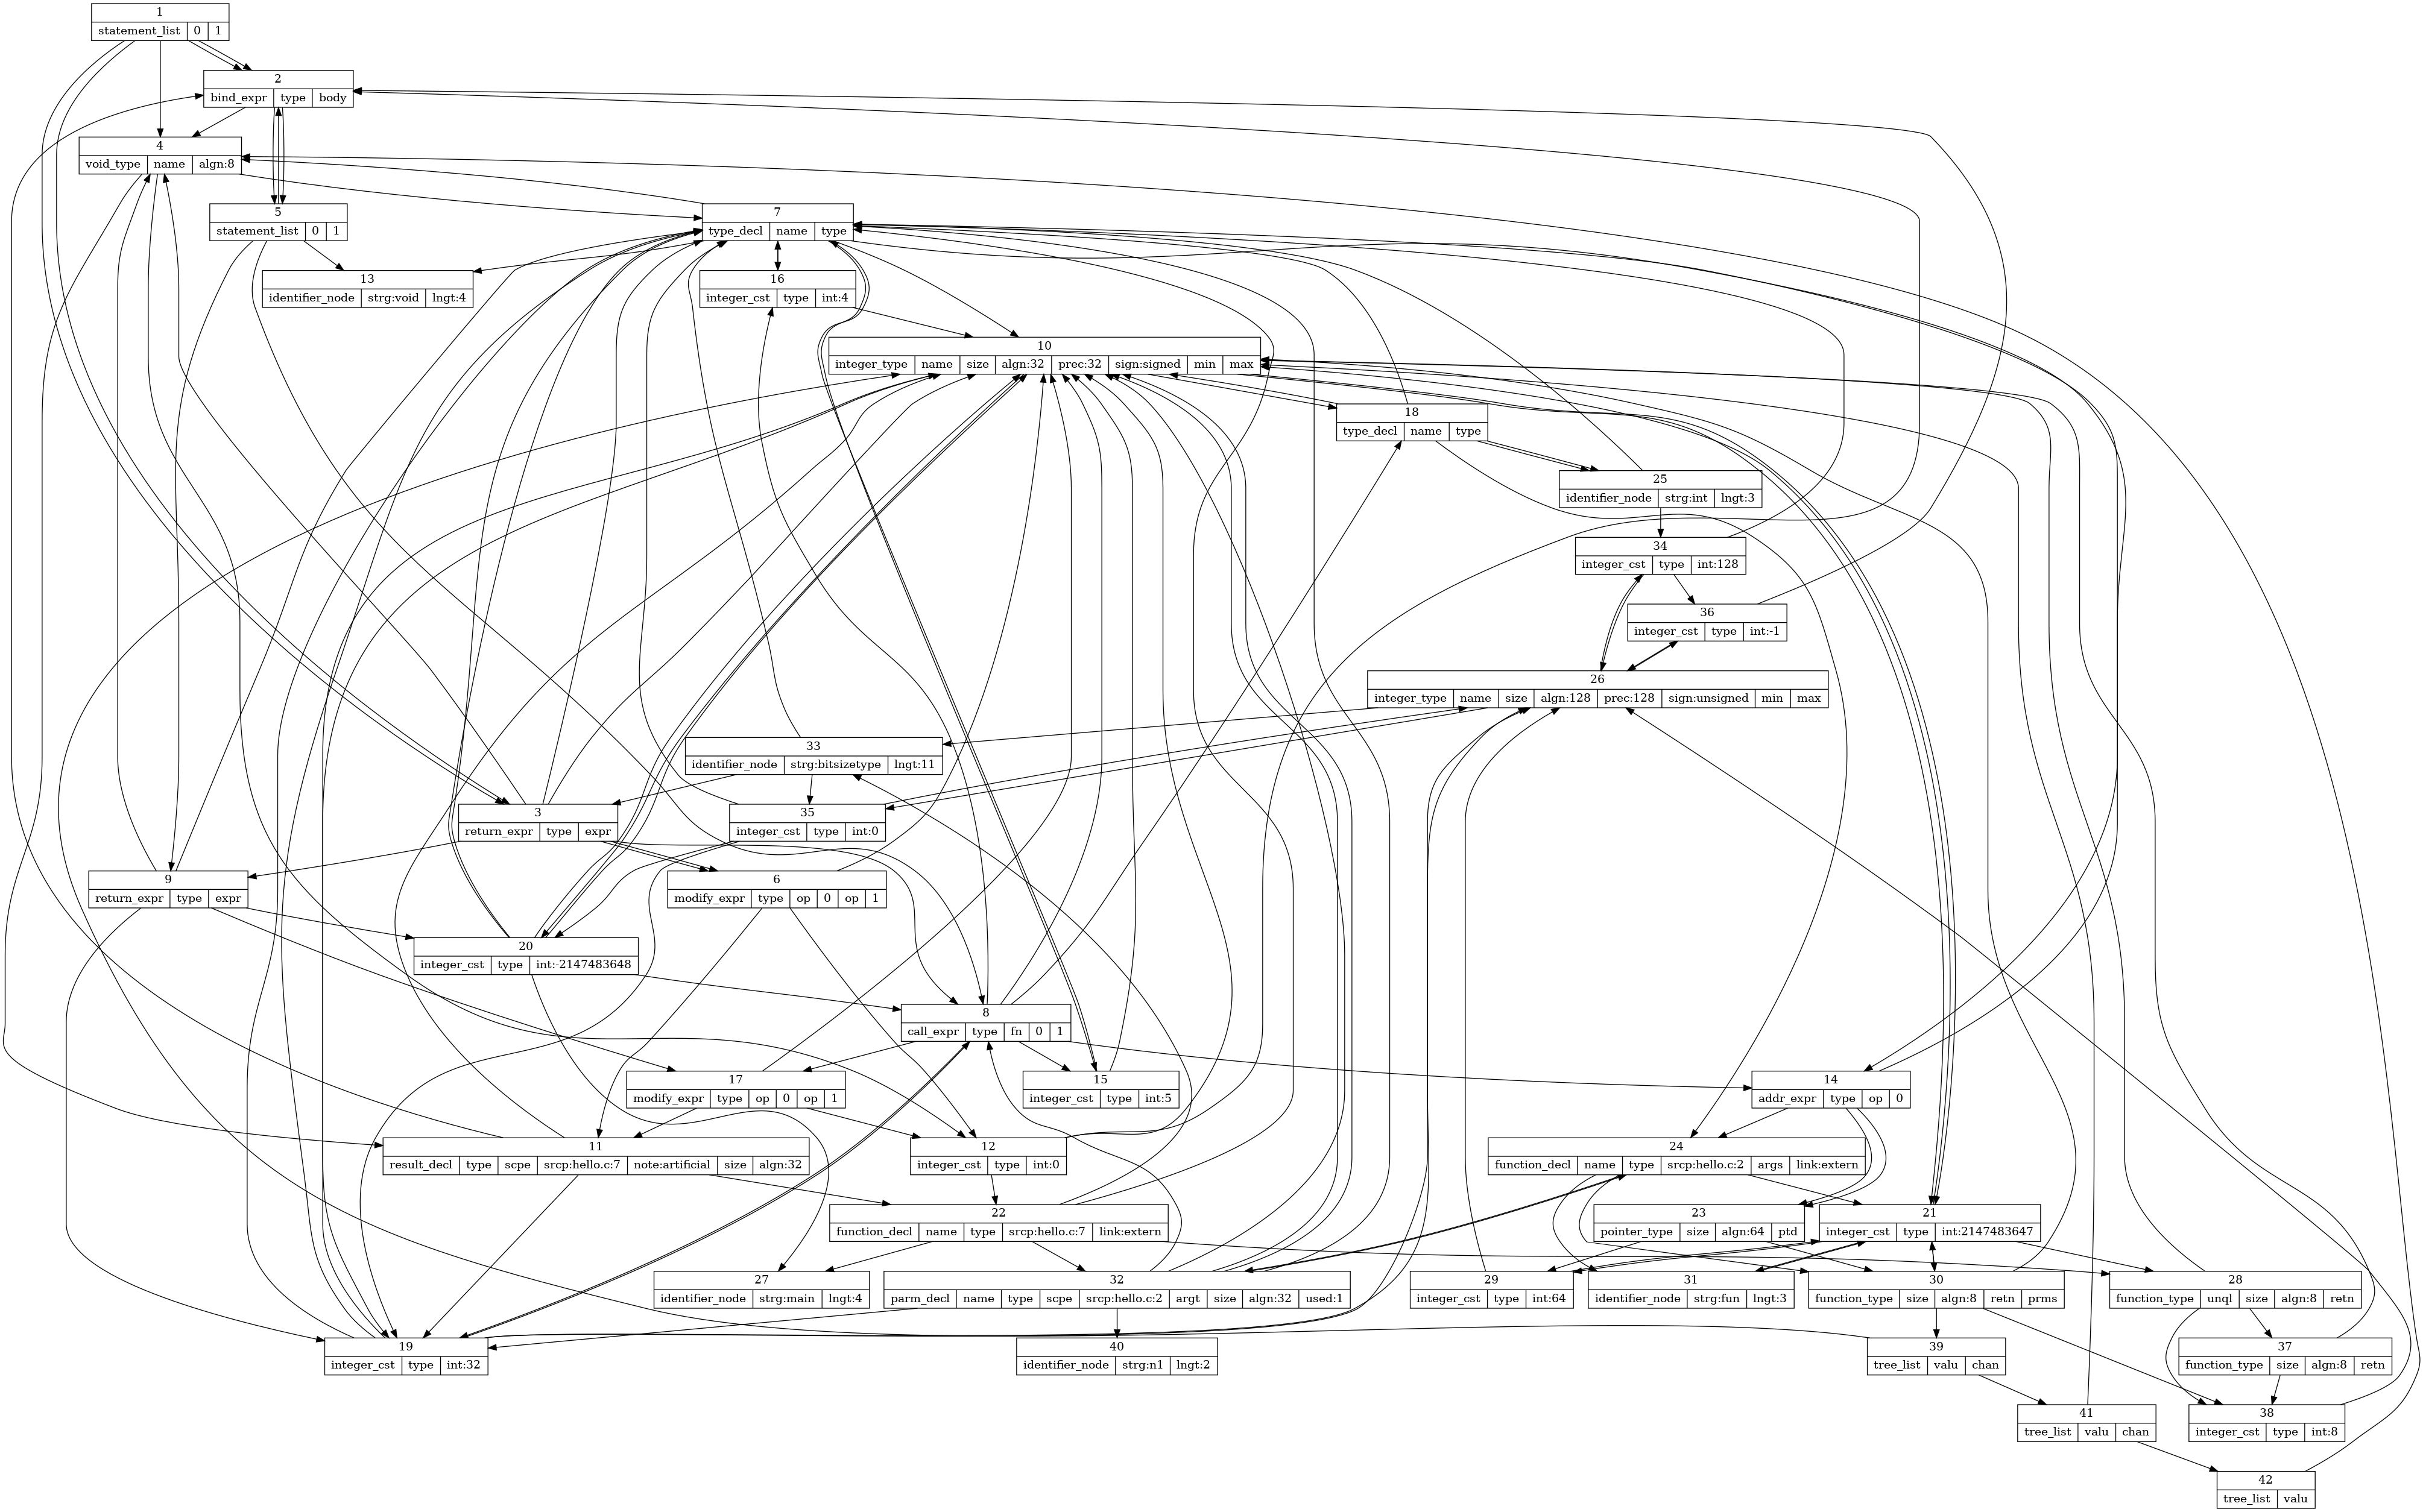 1
statement_list 0 1
2
bind_expr type body
4
void_type name algn:8
5
statement_list 0 1
7
type_decl name type
13
identifier_node strg:void lngt:4
16
integer_cst type int:4
10
integer_type name size algn:32 prec:32 sign:signed min max
18
type_decl name type
25
identifier_node strg:int lngt:3
34
integer_cst type int:128
36
integer_cst type int:-1
26
integer_type name size algn:128 prec:128 sign:unsigned min max
33
identifier_node strg:bitsizetype lngt:11
3
return_expr type expr
35
integer_cst type int:0
9
return_expr type expr
6
modify_expr type op 0 op 1
20
integer_cst type int:-2147483648
8
call_expr type fn 0 1
17
modify_expr type op 0 op 1
15
integer_cst type int:5
14
addr_expr type op 0
11
result_decl type scpe srcp:hello.c:7 note:artificial size algn:32
12
integer_cst type int:0
24
function_decl name type srcp:hello.c:2 args link:extern
22
function_decl name type srcp:hello.c:7 link:extern
23
pointer_type size algn:64 ptd
21
integer_cst type int:2147483647
27
identifier_node strg:main lngt:4
32
parm_decl name type scpe srcp:hello.c:2 argt size algn:32 used:1
29
integer_cst type int:64
31
identifier_node strg:fun lngt:3
30
function_type size algn:8 retn prms
28
function_type unql size algn:8 retn
19
integer_cst type int:32
40
identifier_node strg:n1 lngt:2
39
tree_list valu chan
37
function_type size algn:8 retn
41
tree_list valu chan
38
integer_cst type int:8
42
tree_list valu